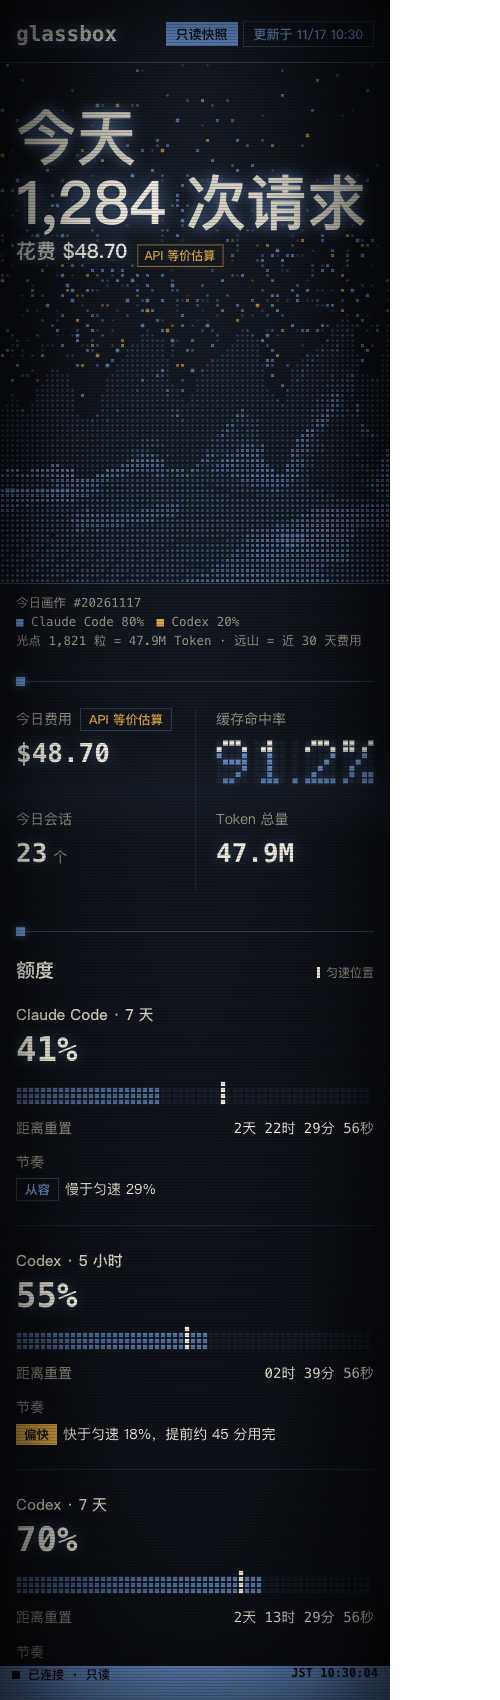 glassbox 只读快照 更新于 11/17 10:30
今天
1,284 次请求
花费 $48.70 API 等价估算
今日画作 #20261117
Claude Code 80% Codex 20%
光点 1,821 粒 = 47.9M Token · 远山 = 近 30 天费用
今日费用 API 等价估算
$48.70
缓存命中率
91.2%
今日会话
23 个
Token 总量
47.9M
额度 匀速位置
Claude Code · 7 天
41%
距离重置 2天 22时 29分 56秒
节奏
从容 慢于匀速 29%
Codex · 5 小时
55%
距离重置 02时 39分 56秒
节奏
偏快 快于匀速 18%，提前约 45 分用完
Codex · 7 天
70%
距离重置 2天 13时 29分 56秒
节奏
已连接 · 只读 JST 10:30:04